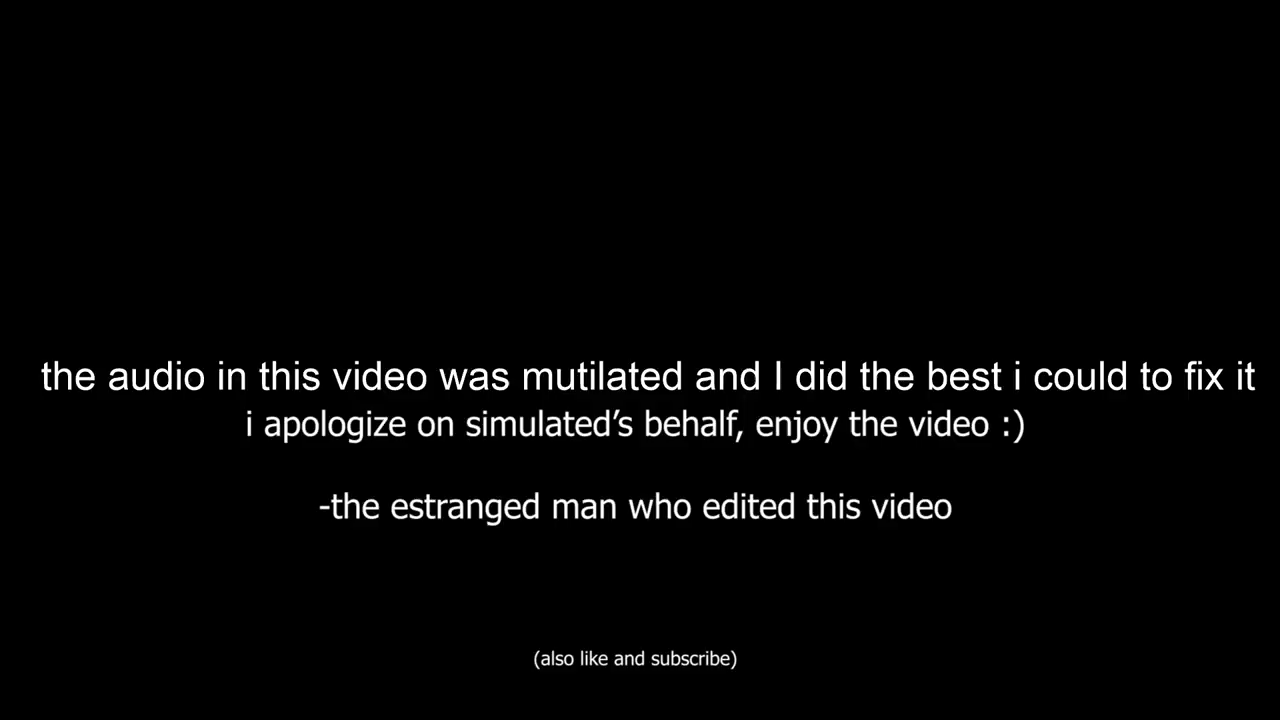 the audio in this video was mutilated and I did the best i could to fix it
i apologize on simulated’s behalf, enjoy the video :)
-the estranged man who edited this video
(also like and subscribe)